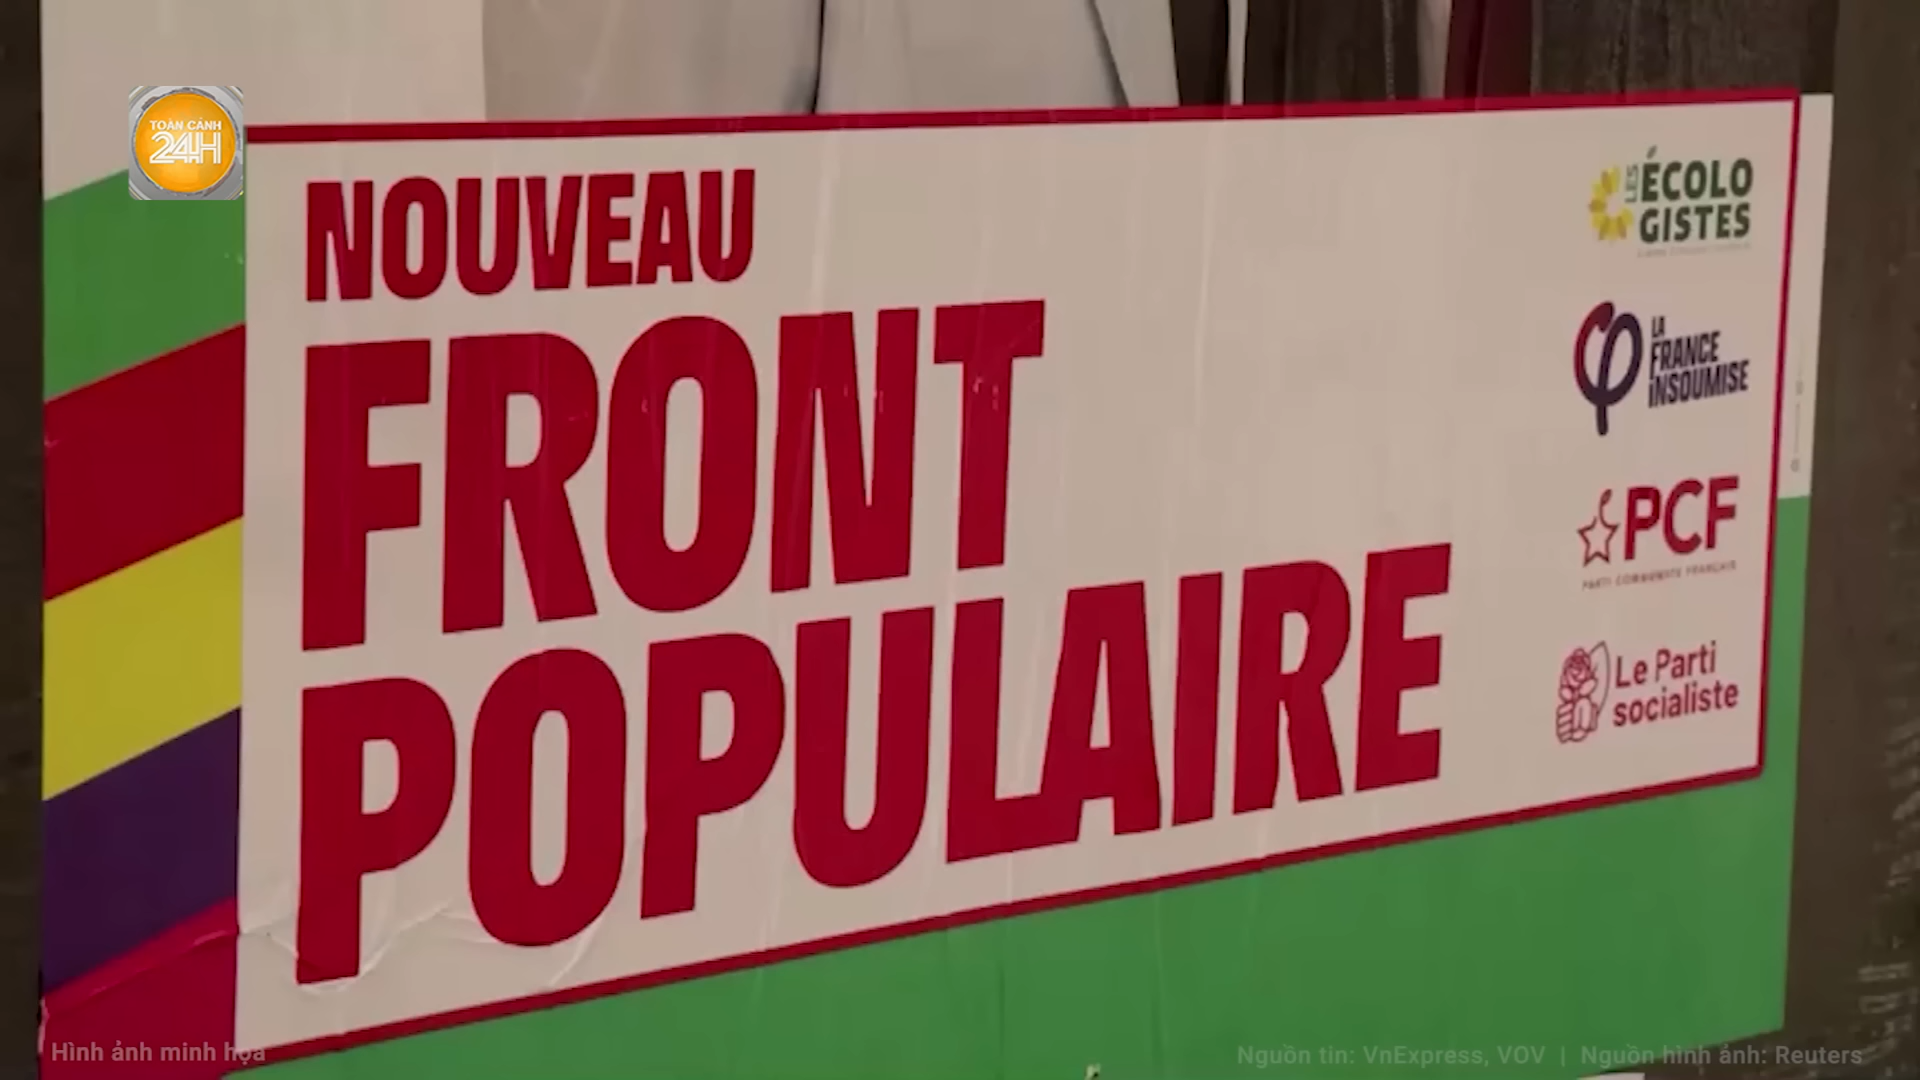 TOÀN CẢNH
24H
NOUVEAU
FRONT
POPULAIRE
LES
ÉCOLO
GISTES
LA
FRANCE
INSOUMISE
PCF
PARTI COMMUNISTE FRANÇAIS
Le Parti
socialiste
Hình ảnh minh họa
Nguồn tin: VnExpress, VOV | Nguồn hình ảnh: Reuters